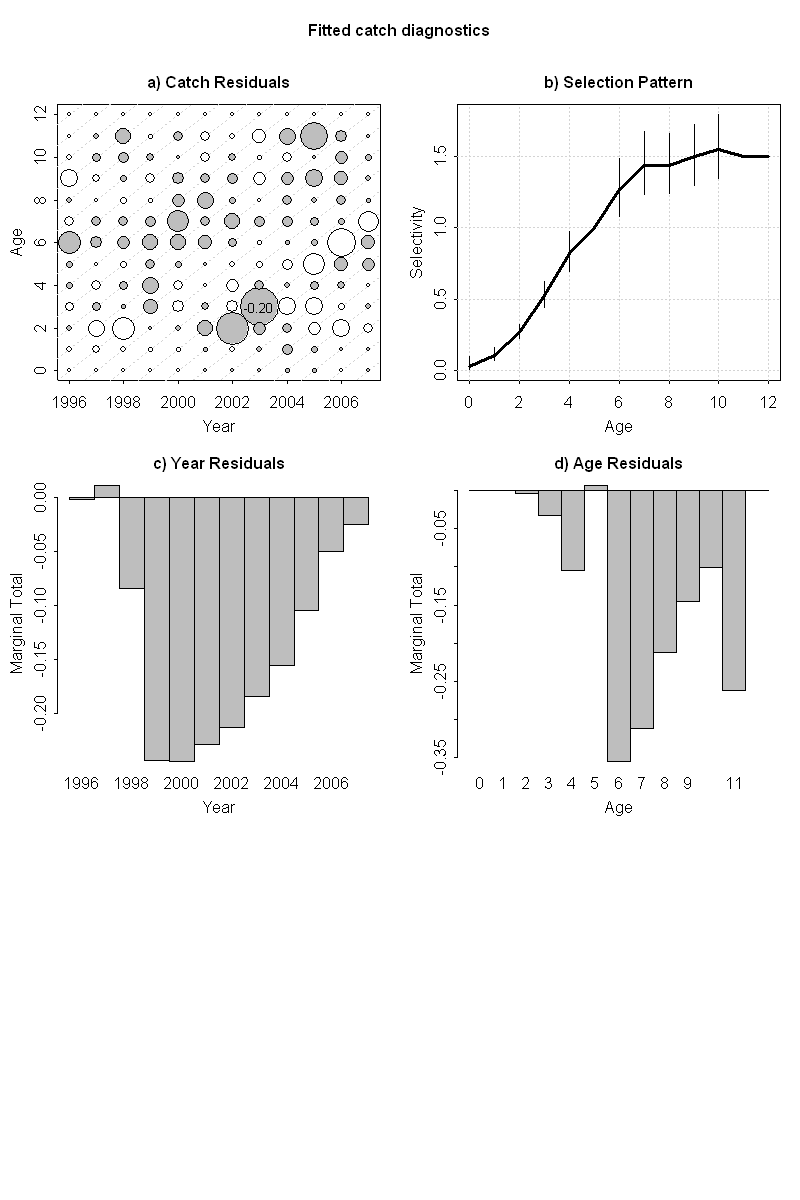 Fitted catch diagnostics
a) Catch Residuals
Age
12
10
8
6
4
2
0
-0.20
1996 1998 2000 2002 2004 2006
Year
b) Selection Pattern
Selectivity
1.5
1.0
0.5
0.0
0 2 4 6 8 10 12
Age
c) Year Residuals
Marginal Total
0.00
-0.05
-0.10
-0.15
-0.20
1996 1998 2000 2002 2004 2006
Year
d) Age Residuals
Marginal Total
-0.05
-0.15
-0.25
-0.35
0 1 2 3 4 5 6 7 8 9 11
Age